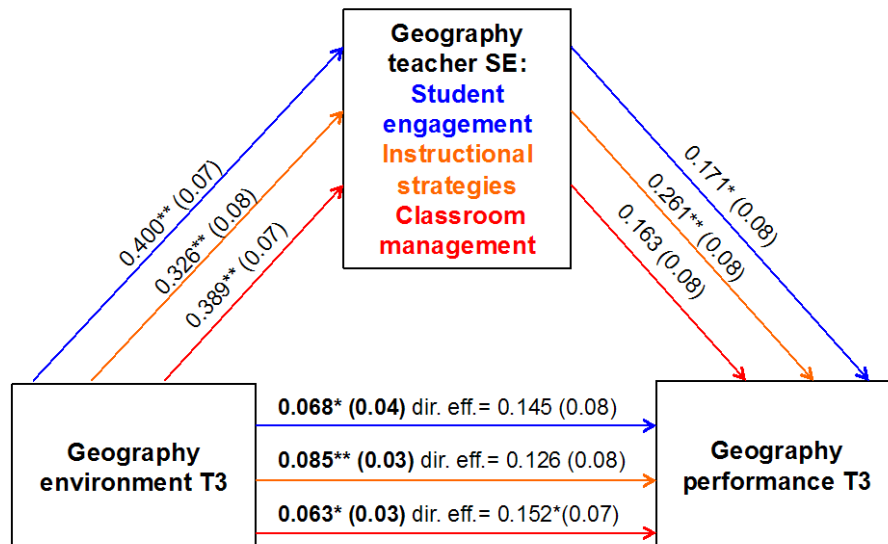 Geography
teacher SE:
Student
engagement
Instructional
strategies
Classroom
management
0.400** (0.07)
0.326** (0.08)
0.389** (0.07)
0.171* (0.08)
0.261** (0.08)
0.163 (0.08)
Geography
environment T3
0.068* (0.04) dir. eff.= 0.145 (0.08)
0.085** (0.03) dir. eff.= 0.126 (0.08)
0.063* (0.03) dir. eff.= 0.152*(0.07)
Geography
performance T3